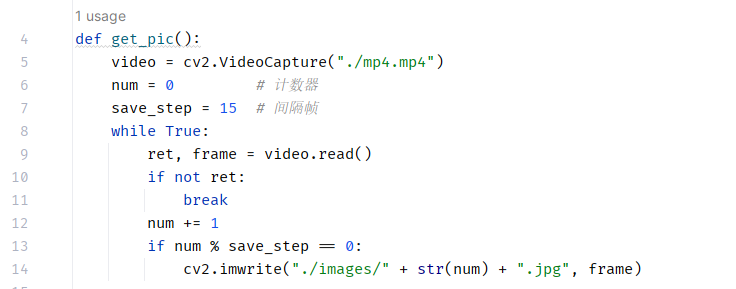 1 usage
4 def get_pic():
5 video = cv2.VideoCapture("./mp4.mp4")
6 num = 0 # 计数器
7 save_step = 15 # 间隔帧
8 while True:
9 ret, frame = video.read()
10 if not ret:
11 break
12 num += 1
13 if num % save_step == 0:
14 cv2.imwrite("./images/" + str(num) + ".jpg", frame)
15